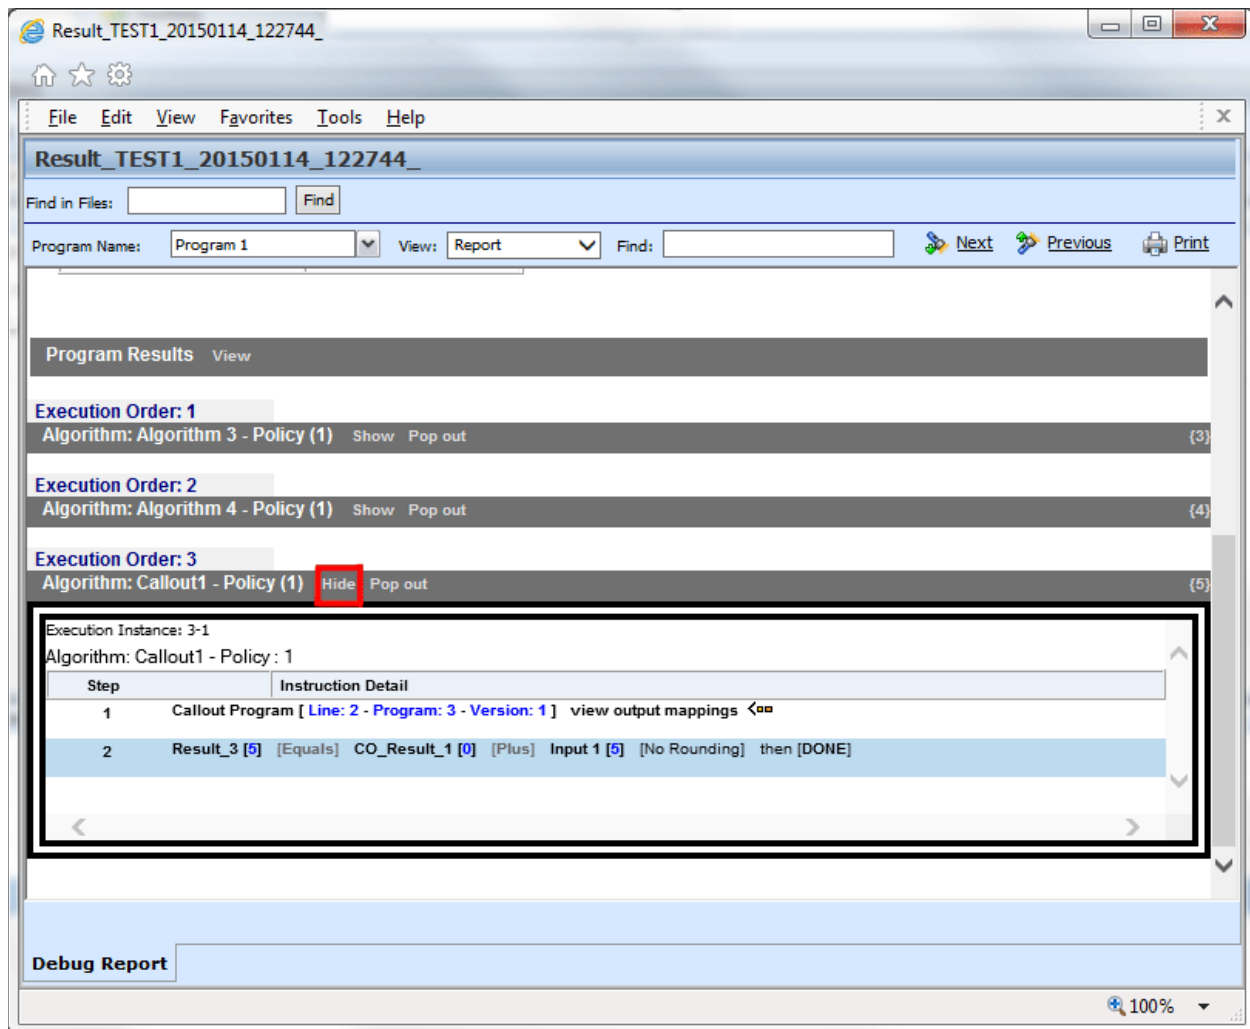 Result_TEST1_20150114_122744_
File Edit View Favorites Tools Help
Result_TEST1_20150114_122744_
Find in Files: Find
Program Name: Program 1 View: Report Find: Next Previous Print
Program Results View
Execution Order: 1
Algorithm: Algorithm 3 - Policy (1) Show Pop out {3}
Execution Order: 2
Algorithm: Algorithm 4 - Policy (1) Show Pop out {4}
Execution Order: 3
Algorithm: Callout1 - Policy (1) Hide Pop out {5}
Execution Instance: 3-1
Algorithm: Callout1 - Policy : 1
Step Instruction Detail
1 Callout Program [ Line: 2 - Program: 3 - Version: 1 ] view output mappings
2 Result_3 [5] [Equals] CO_Result_1 [0] [Plus] Input 1 [5] [No Rounding] then [DONE]
Debug Report
100%